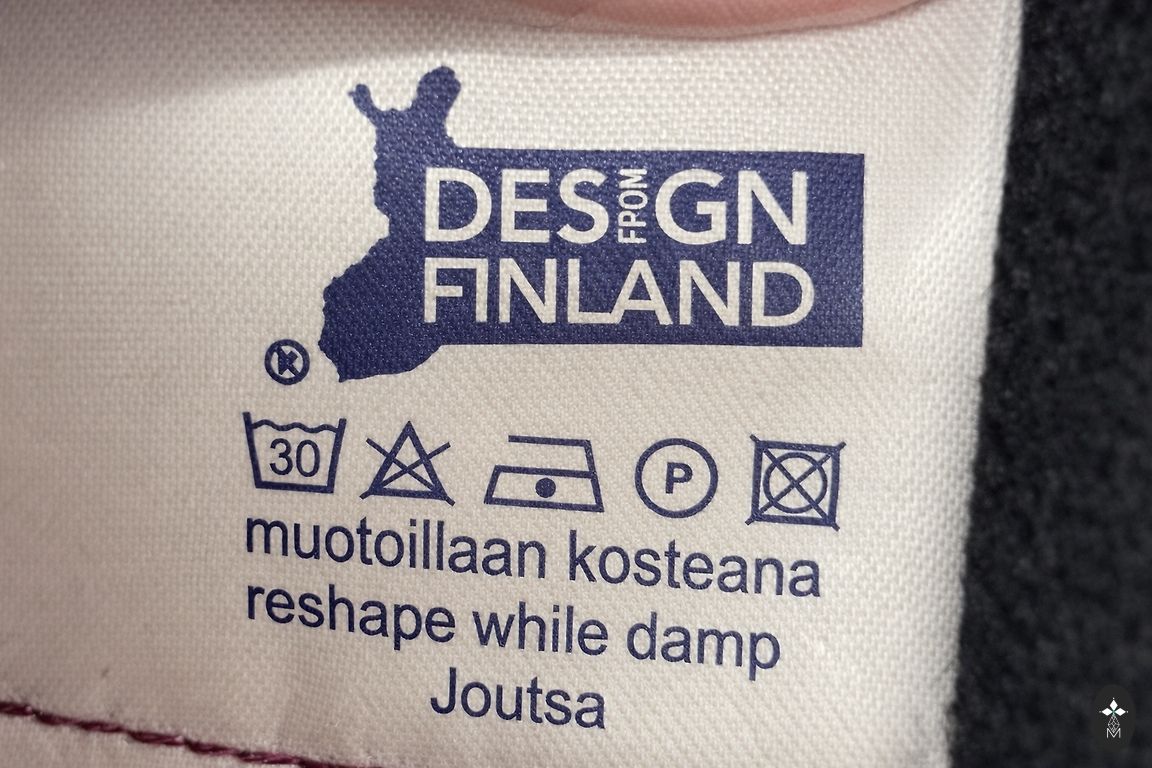 DESIGN
FROM
FINLAND
30
P
muotoillaan kosteana
reshape while damp
Joutsa
M